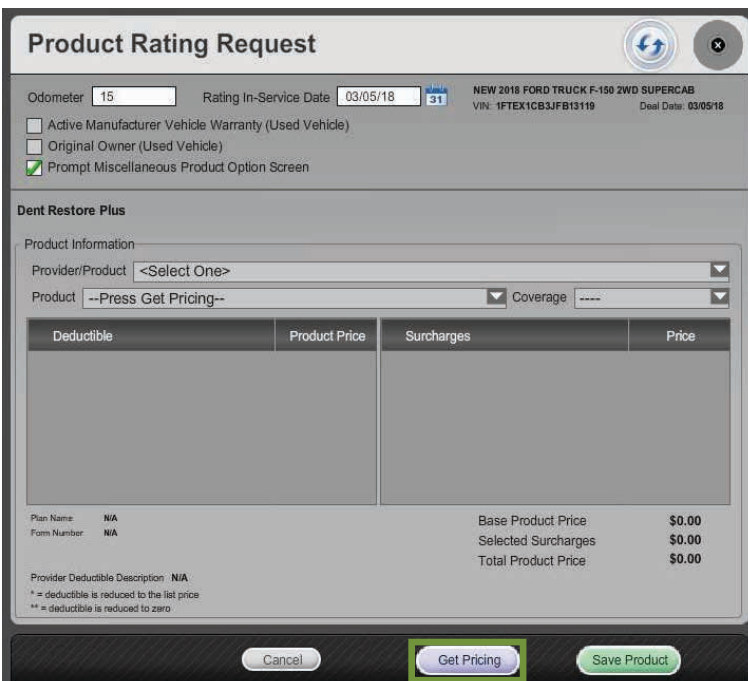 Product Rating Request
Odometer 15 Rating In-Service Date 03/05/18 31 NEW 2018 FORD TRUCK F-150 2WD SUPERCAB
VIN: 1FTEX1CB3JFB13119 Deal Date: 03/05/18
Active Manufacturer Vehicle Warranty (Used Vehicle)
Original Owner (Used Vehicle)
Prompt Miscellaneous Product Option Screen
Dent Restore Plus
Product Information
Provider/Product <Select One>
Product --Press Get Pricing-- Coverage ----
Deductible Product Price Surcharges Price
Plan Name N/A
Form Number N/A
Base Product Price $0.00
Selected Surcharges $0.00
Total Product Price $0.00
Provider Deductible Description N/A
* = deductible is reduced to the list price
** = deductible is reduced to zero
Cancel Get Pricing Save Product